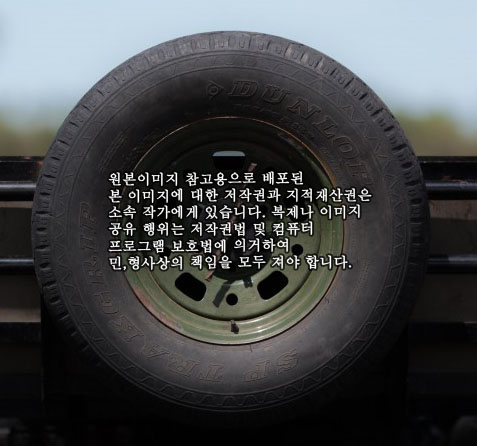 DUNLOP
원본이미지 참고용으로 배포된
본 이미지에 대한 저작권과 지적재산권은
소속 작가에게 있습니다. 복제나 이미지
공유 행위는 저작권법 및 컴퓨터
프로그램 보호법에 의거하여
민,형사상의 책임을 모두 져야 합니다.
SP TRAKGRIP